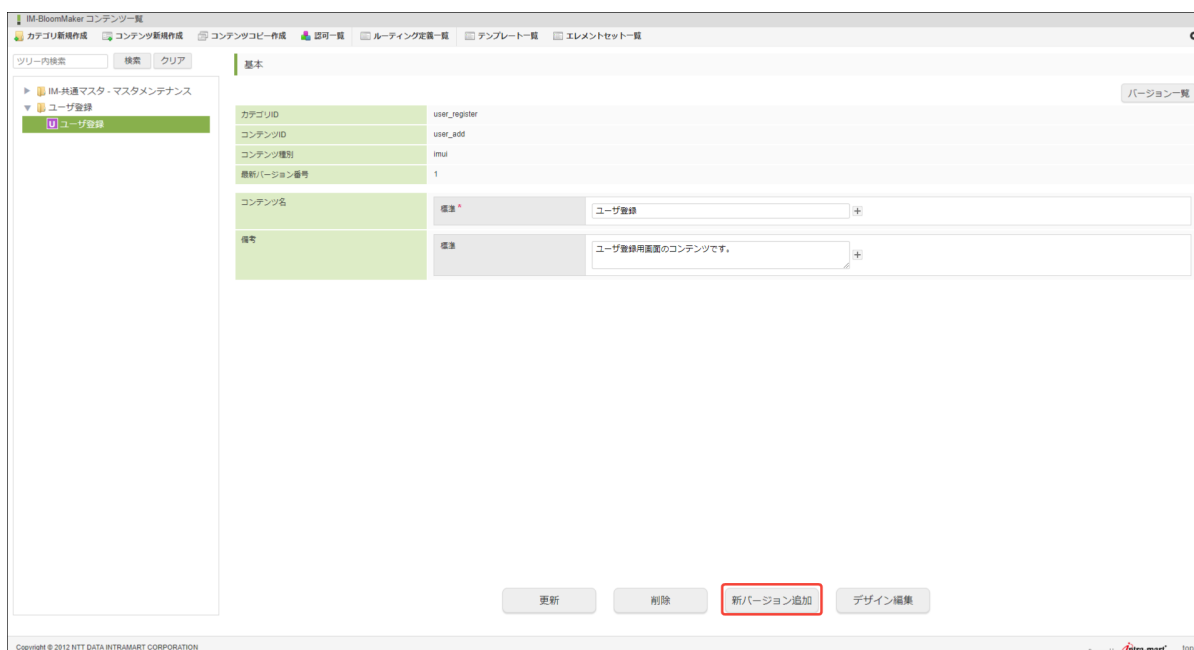 IM-BloomMaker コンテンツ一覧
カテゴリ新規作成 コンテンツ新規作成 コンテンツコピー作成 認可一覧 ルーティング定義一覧 テンプレート一覧 エレメントセット一覧
ツリー内検索 検索 クリア
基本
IM-共通マスタ - マスタメンテナンス
バージョン一覧
ユーザ登録
U ユーザ登録
カテゴリID user_register
コンテンツID user_add
コンテンツ種別 imui
最新バージョン番号 1
コンテンツ名 標準 * ユーザ登録
備考 標準 ユーザ登録用画面のコンテンツです。
更新 削除 新バージョン追加 デザイン編集
Copyright © 2012 NTT DATA INTRAMART CORPORATION
intra-mart top